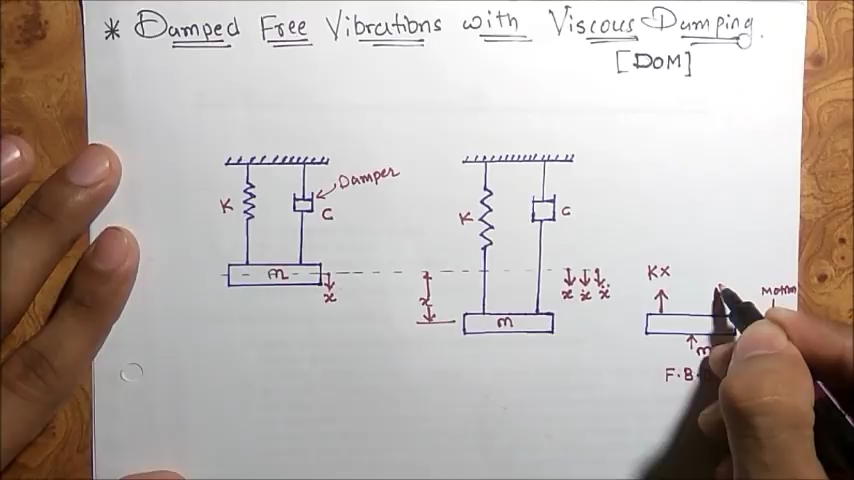 * Damped Free Vibrations with Viscous Damping.
[DOM]
K
Damper
C
m
x
K
C
x
m
x ẋ ẍ
Kx
Motion
m
F.B.